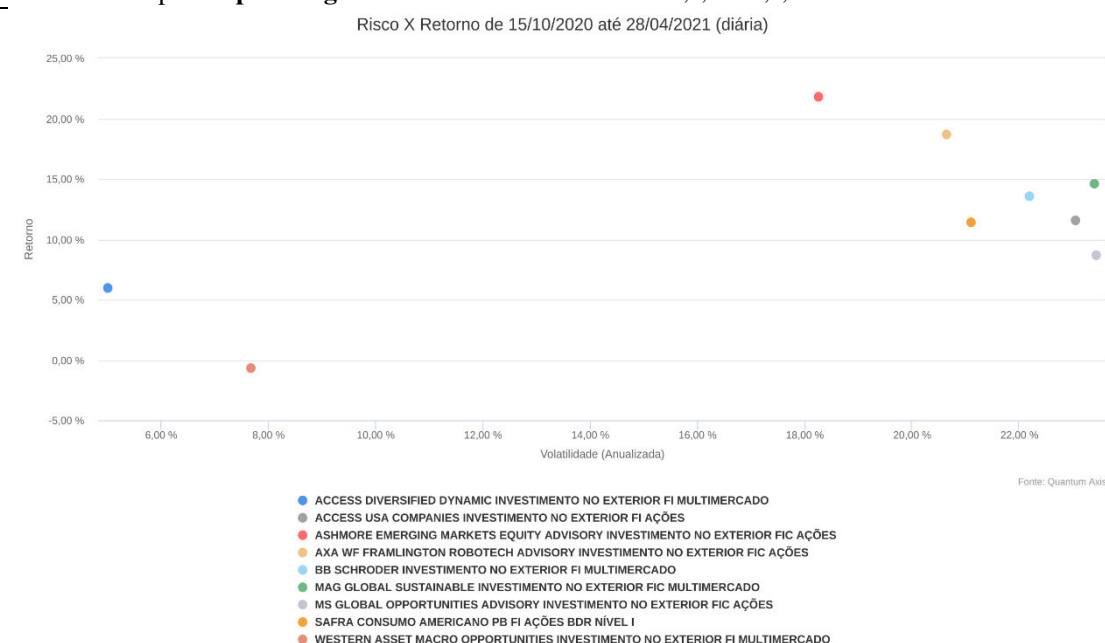 Risco X Retorno de 15/10/2020 até 28/04/2021 (diária)
25,00 %
20,00 %
15,00 %
10,00 %
5,00 %
0,00 %
-5,00 %
Retorno
6,00 %
8,00 %
10,00 %
12,00 %
14,00 %
16,00 %
18,00 %
20,00 %
22,00 %
Volatilidade (Anualizada)
Fonte: Quantum Axis
ACCESS DIVERSIFIED DYNAMIC INVESTIMENTO NO EXTERIOR FI MULTIMERCADO
ACCESS USA COMPANIES INVESTIMENTO NO EXTERIOR FI AÇÕES
ASHMORE EMERGING MARKETS EQUITY ADVISORY INVESTIMENTO NO EXTERIOR FIC AÇÕES
AXA WF FRAMLINGTON ROBOTECH ADVISORY INVESTIMENTO NO EXTERIOR FIC AÇÕES
BB SCHRODER INVESTIMENTO NO EXTERIOR FI MULTIMERCADO
MAG GLOBAL SUSTAINABLE INVESTIMENTO NO EXTERIOR FIC MULTIMERCADO
MS GLOBAL OPPORTUNITIES ADVISORY INVESTIMENTO NO EXTERIOR FIC AÇÕES
SAFRA CONSUMO AMERICANO PB FI AÇÕES BDR NÍVEL I
WESTERN ASSET MACRO OPPORTUNITIES INVESTIMENTO NO EXTERIOR FI MULTIMERCADO